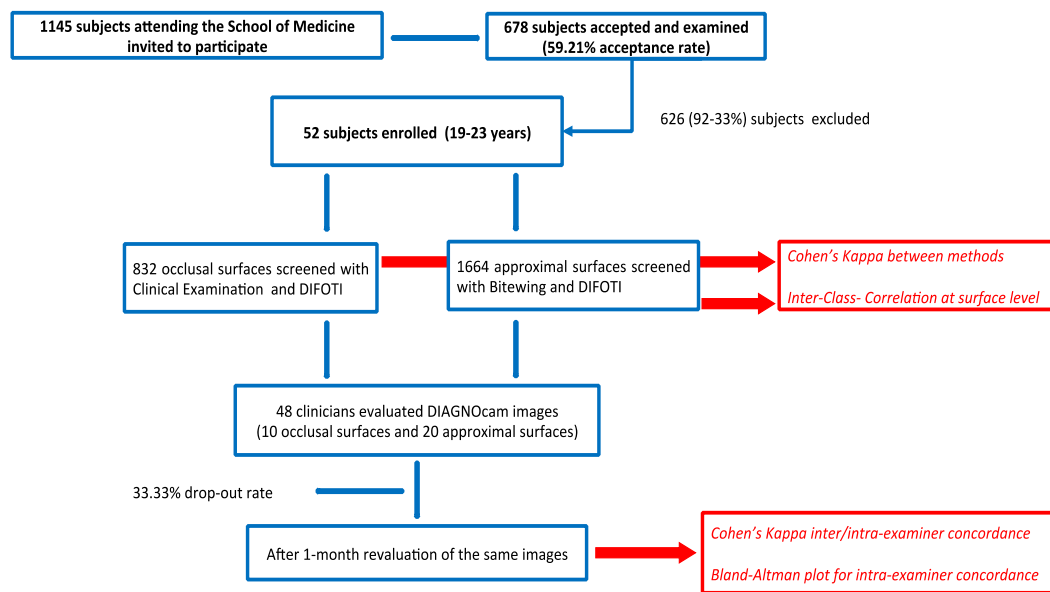 1145 subjects attending the School of Medicine
invited to participate
678 subjects accepted and examined
(59.21% acceptance rate)
626 (92-33%) subjects excluded
52 subjects enrolled (19-23 years)
832 occlusal surfaces screened with
Clinical Examination and DIFOTI
1664 approximal surfaces screened
with Bitewing and DIFOTI
Cohen's Kappa between methods
Inter-Class- Correlation at surface level
48 clinicians evaluated DIAGNOcam images
(10 occlusal surfaces and 20 approximal surfaces)
33.33% drop-out rate
After 1-month revaluation of the same images
Cohen's Kappa inter/intra-examiner concordance
Bland-Altman plot for intra-examiner concordance